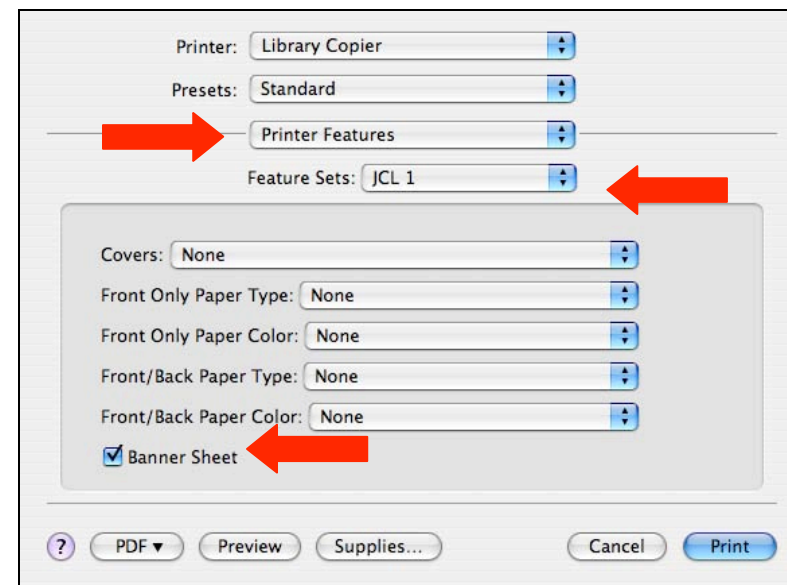 Printer: Library Copier
Presets: Standard
Printer Features
Feature Sets: JCL 1
Covers: None
Front Only Paper Type: None
Front Only Paper Color: None
Front/Back Paper Type: None
Front/Back Paper Color: None
Banner Sheet
? PDF ▼ Preview Supplies... Cancel Print